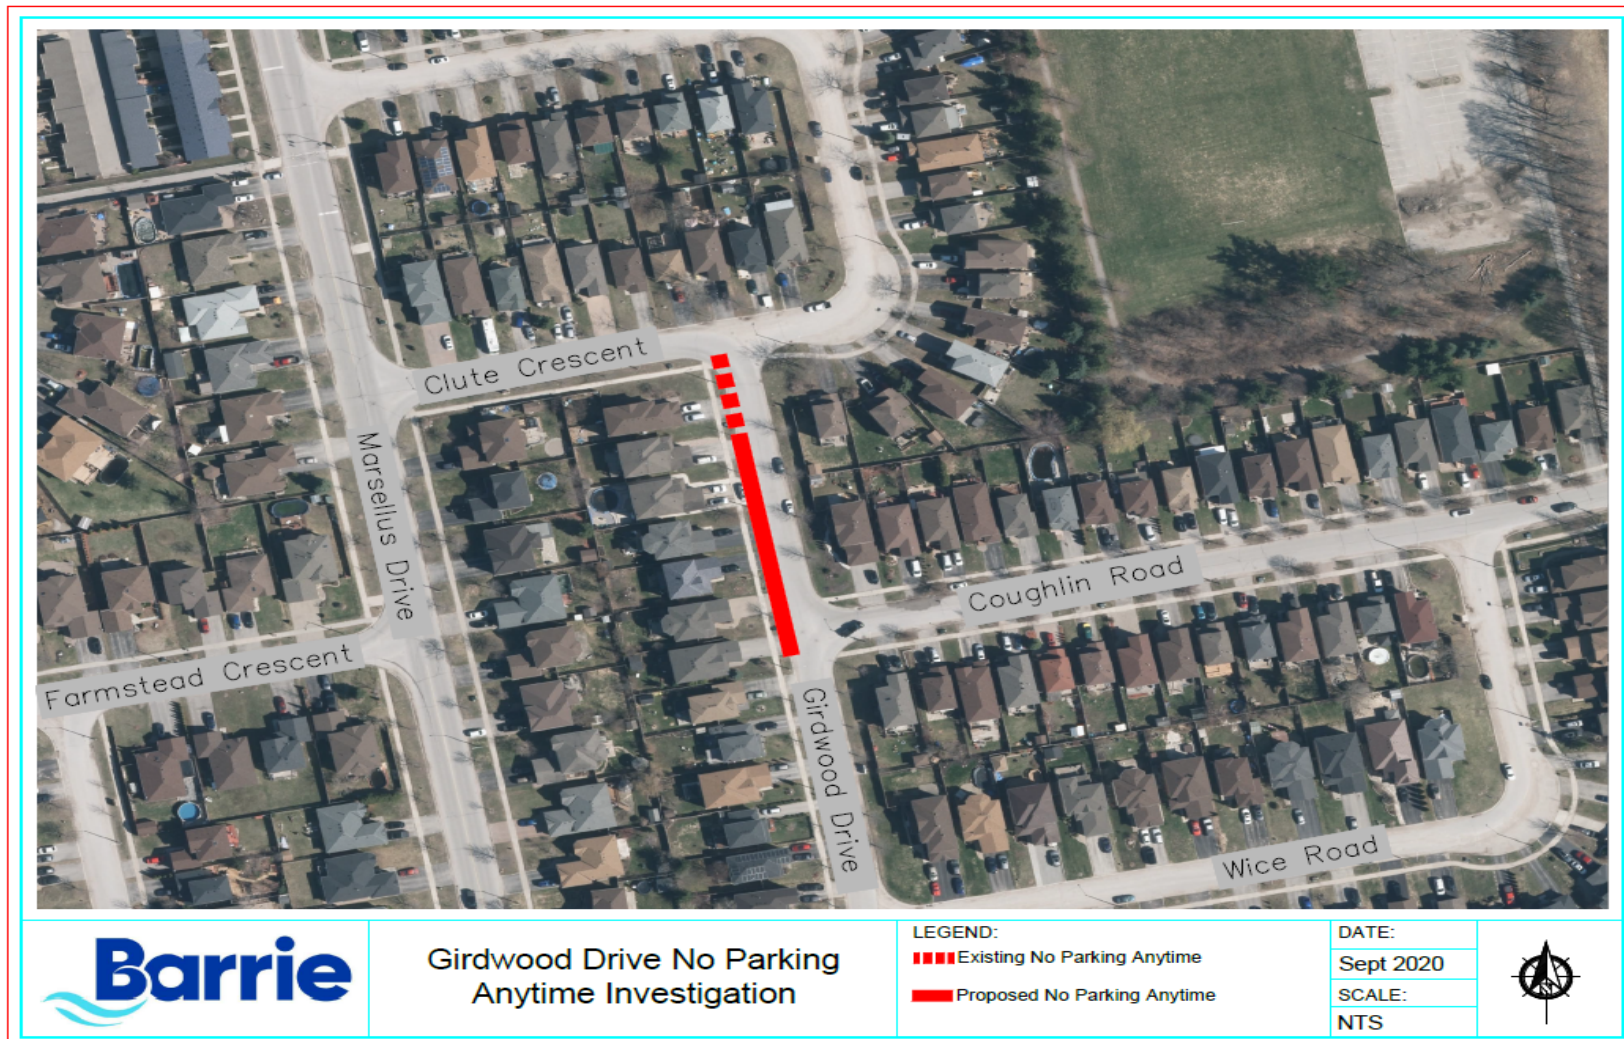 Clute Crescent
Marsellus Drive
Coughlin Road
Farmstead Crescent
Girdwood Drive
Wice Road
Barrie
Girdwood Drive No Parking
Anytime Investigation
LEGEND:
Existing No Parking Anytime
Proposed No Parking Anytime
DATE:
Sept 2020
SCALE:
NTS